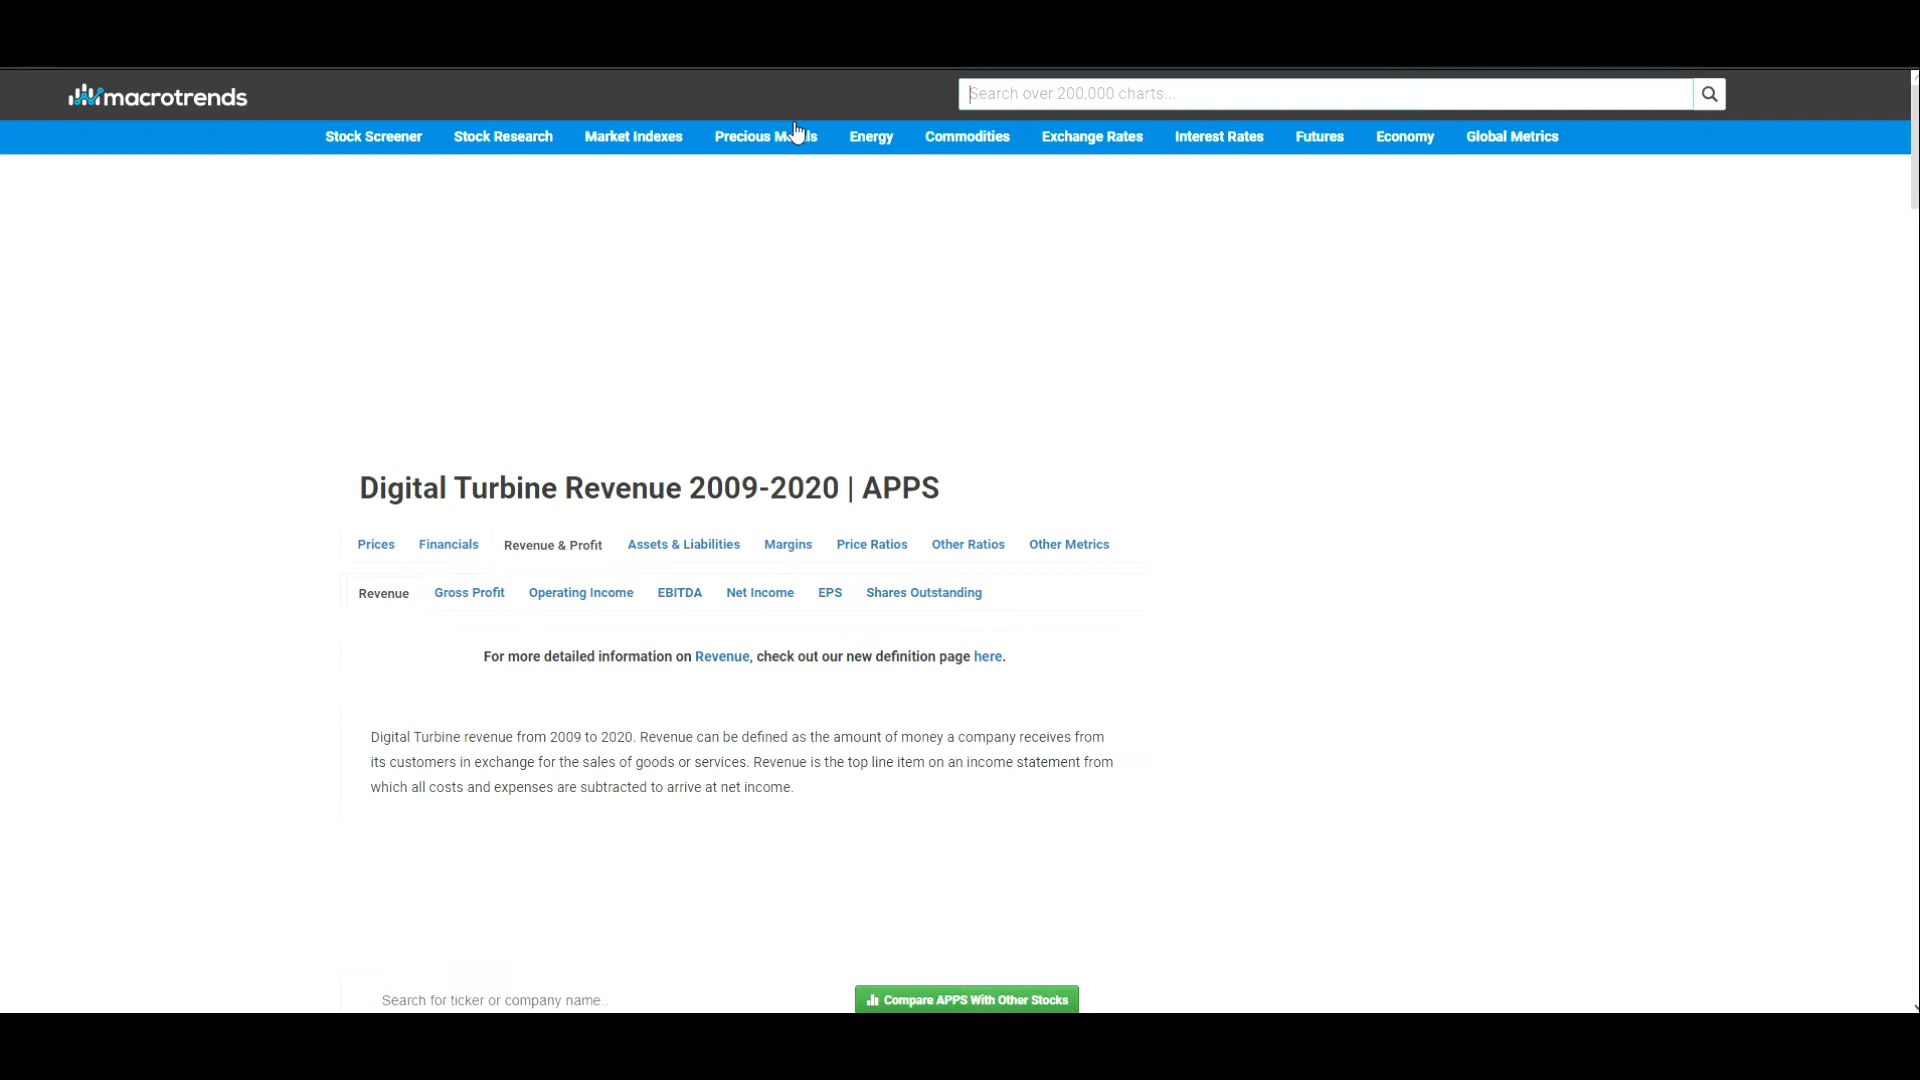 macrotrends
Search over 200,000 charts...
Stock Screener Stock Research Market Indexes Precious Energy Commodities Exchange Rates Interest Rates Futures Economy Global Metrics
Digital Turbine Revenue 2009-2020 | APPS
Prices Financials Revenue & Profit Assets & Liabilities Margins Price Ratios Other Ratios Other Metrics
Revenue Gross Profit Operating Income EBITDA Net Income EPS Shares Outstanding
For more detailed information on Revenue, check out our new definition page here.
Digital Turbine revenue from 2009 to 2020. Revenue can be defined as the amount of money a company receives from
its customers in exchange for the sales of goods or services. Revenue is the top line item on an income statement from
which all costs and expenses are subtracted to arrive at net income.
Search for ticker or company name..
Compare APPS With Other Stocks